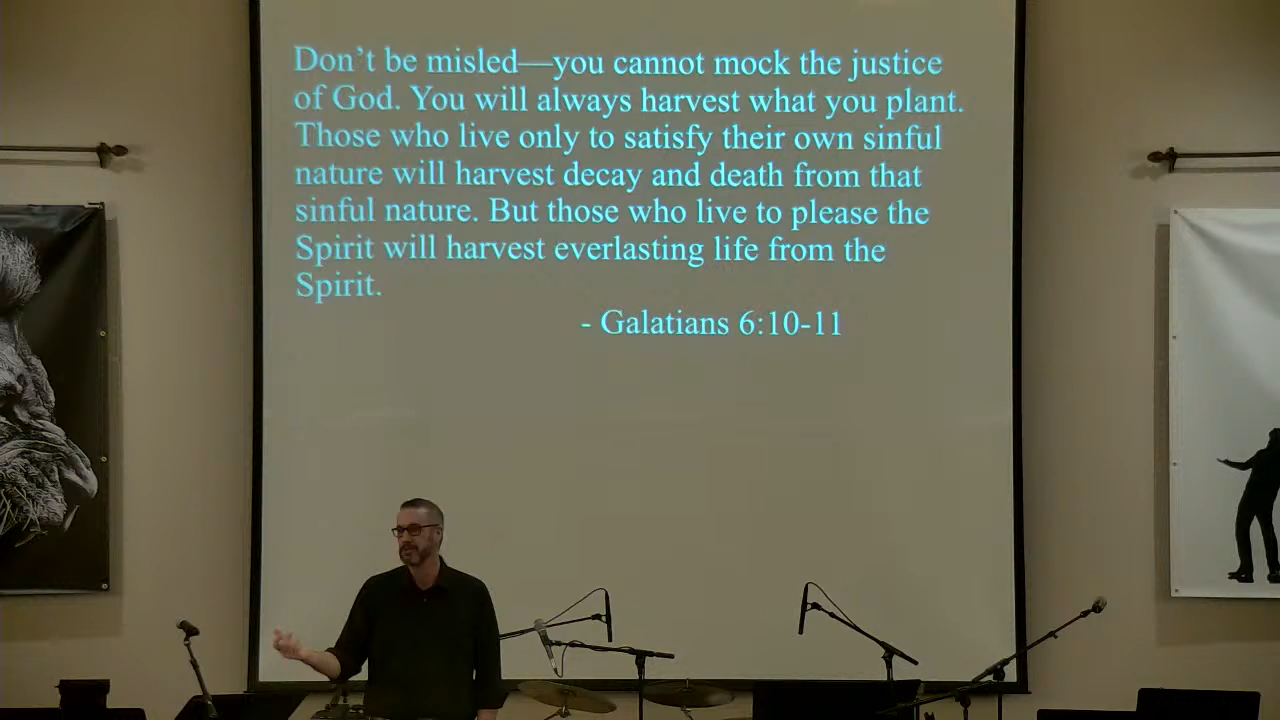 Don’t be misled—you cannot mock the justice
of God. You will always harvest what you plant.
Those who live only to satisfy their own sinful
nature will harvest decay and death from that
sinful nature. But those who live to please the
Spirit will harvest everlasting life from the
Spirit.
- Galatians 6:10-11